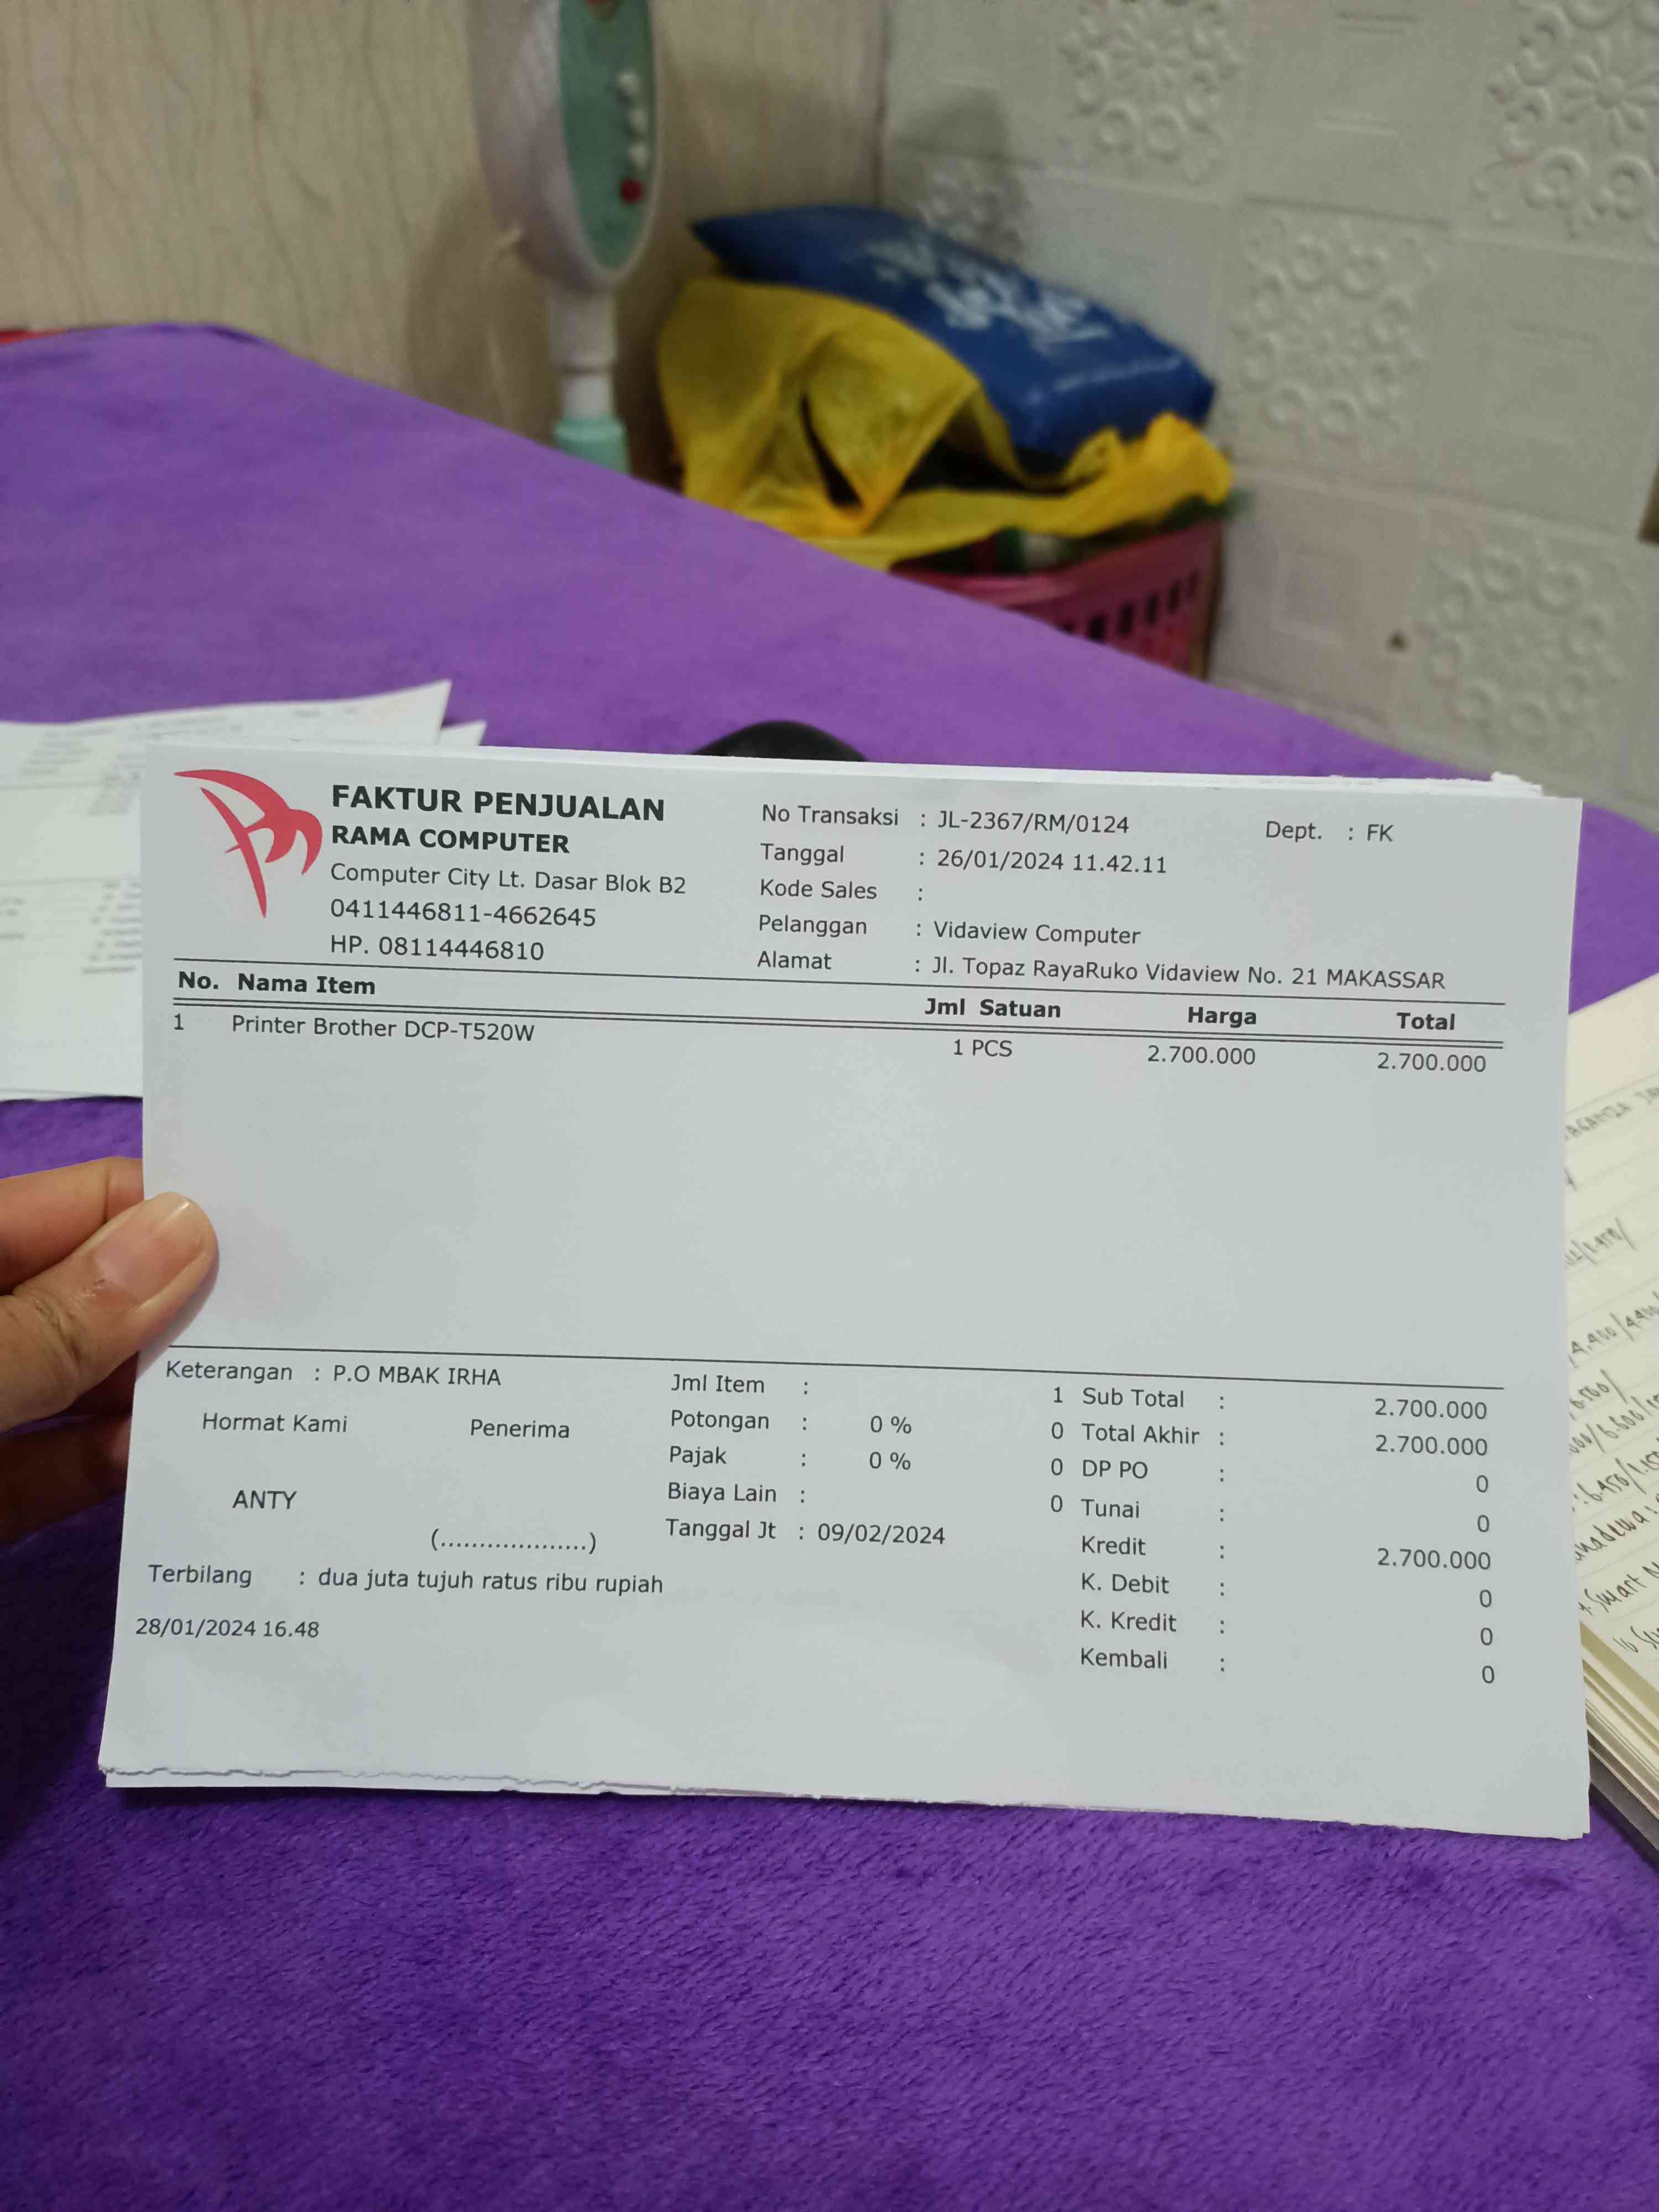 FAKTUR PENJUALAN
RAMA COMPUTER
Computer City Lt. Dasar Blok B2
0411446811-4662645
HP. 08114446810
No Transaksi : JL-2367/RM/0124
Dept. : FK
Tanggal : 26/01/2024 11.42.11
Kode Sales :
Pelanggan : Vidaview Computer
Alamat : Jl. Topaz RayaRuko Vidaview No. 21 MAKASSAR
No. Nama Item Jml Satuan Harga Total
1 Printer Brother DCP-T520W 1 PCS 2.700.000 2.700.000
Keterangan : P.O MBAK IRHA
Hormat Kami Penerima
ANTY
(...................)
Jml Item : 1
Potongan : 0 % 0
Pajak : 0 % 0
Biaya Lain : 0
Tanggal Jt : 09/02/2024
Sub Total : 2.700.000
Total Akhir : 2.700.000
DP PO : 0
Tunai : 0
Kredit : 2.700.000
K. Debit : 0
K. Kredit : 0
Kembali : 0
Terbilang : dua juta tujuh ratus ribu rupiah
28/01/2024 16.48